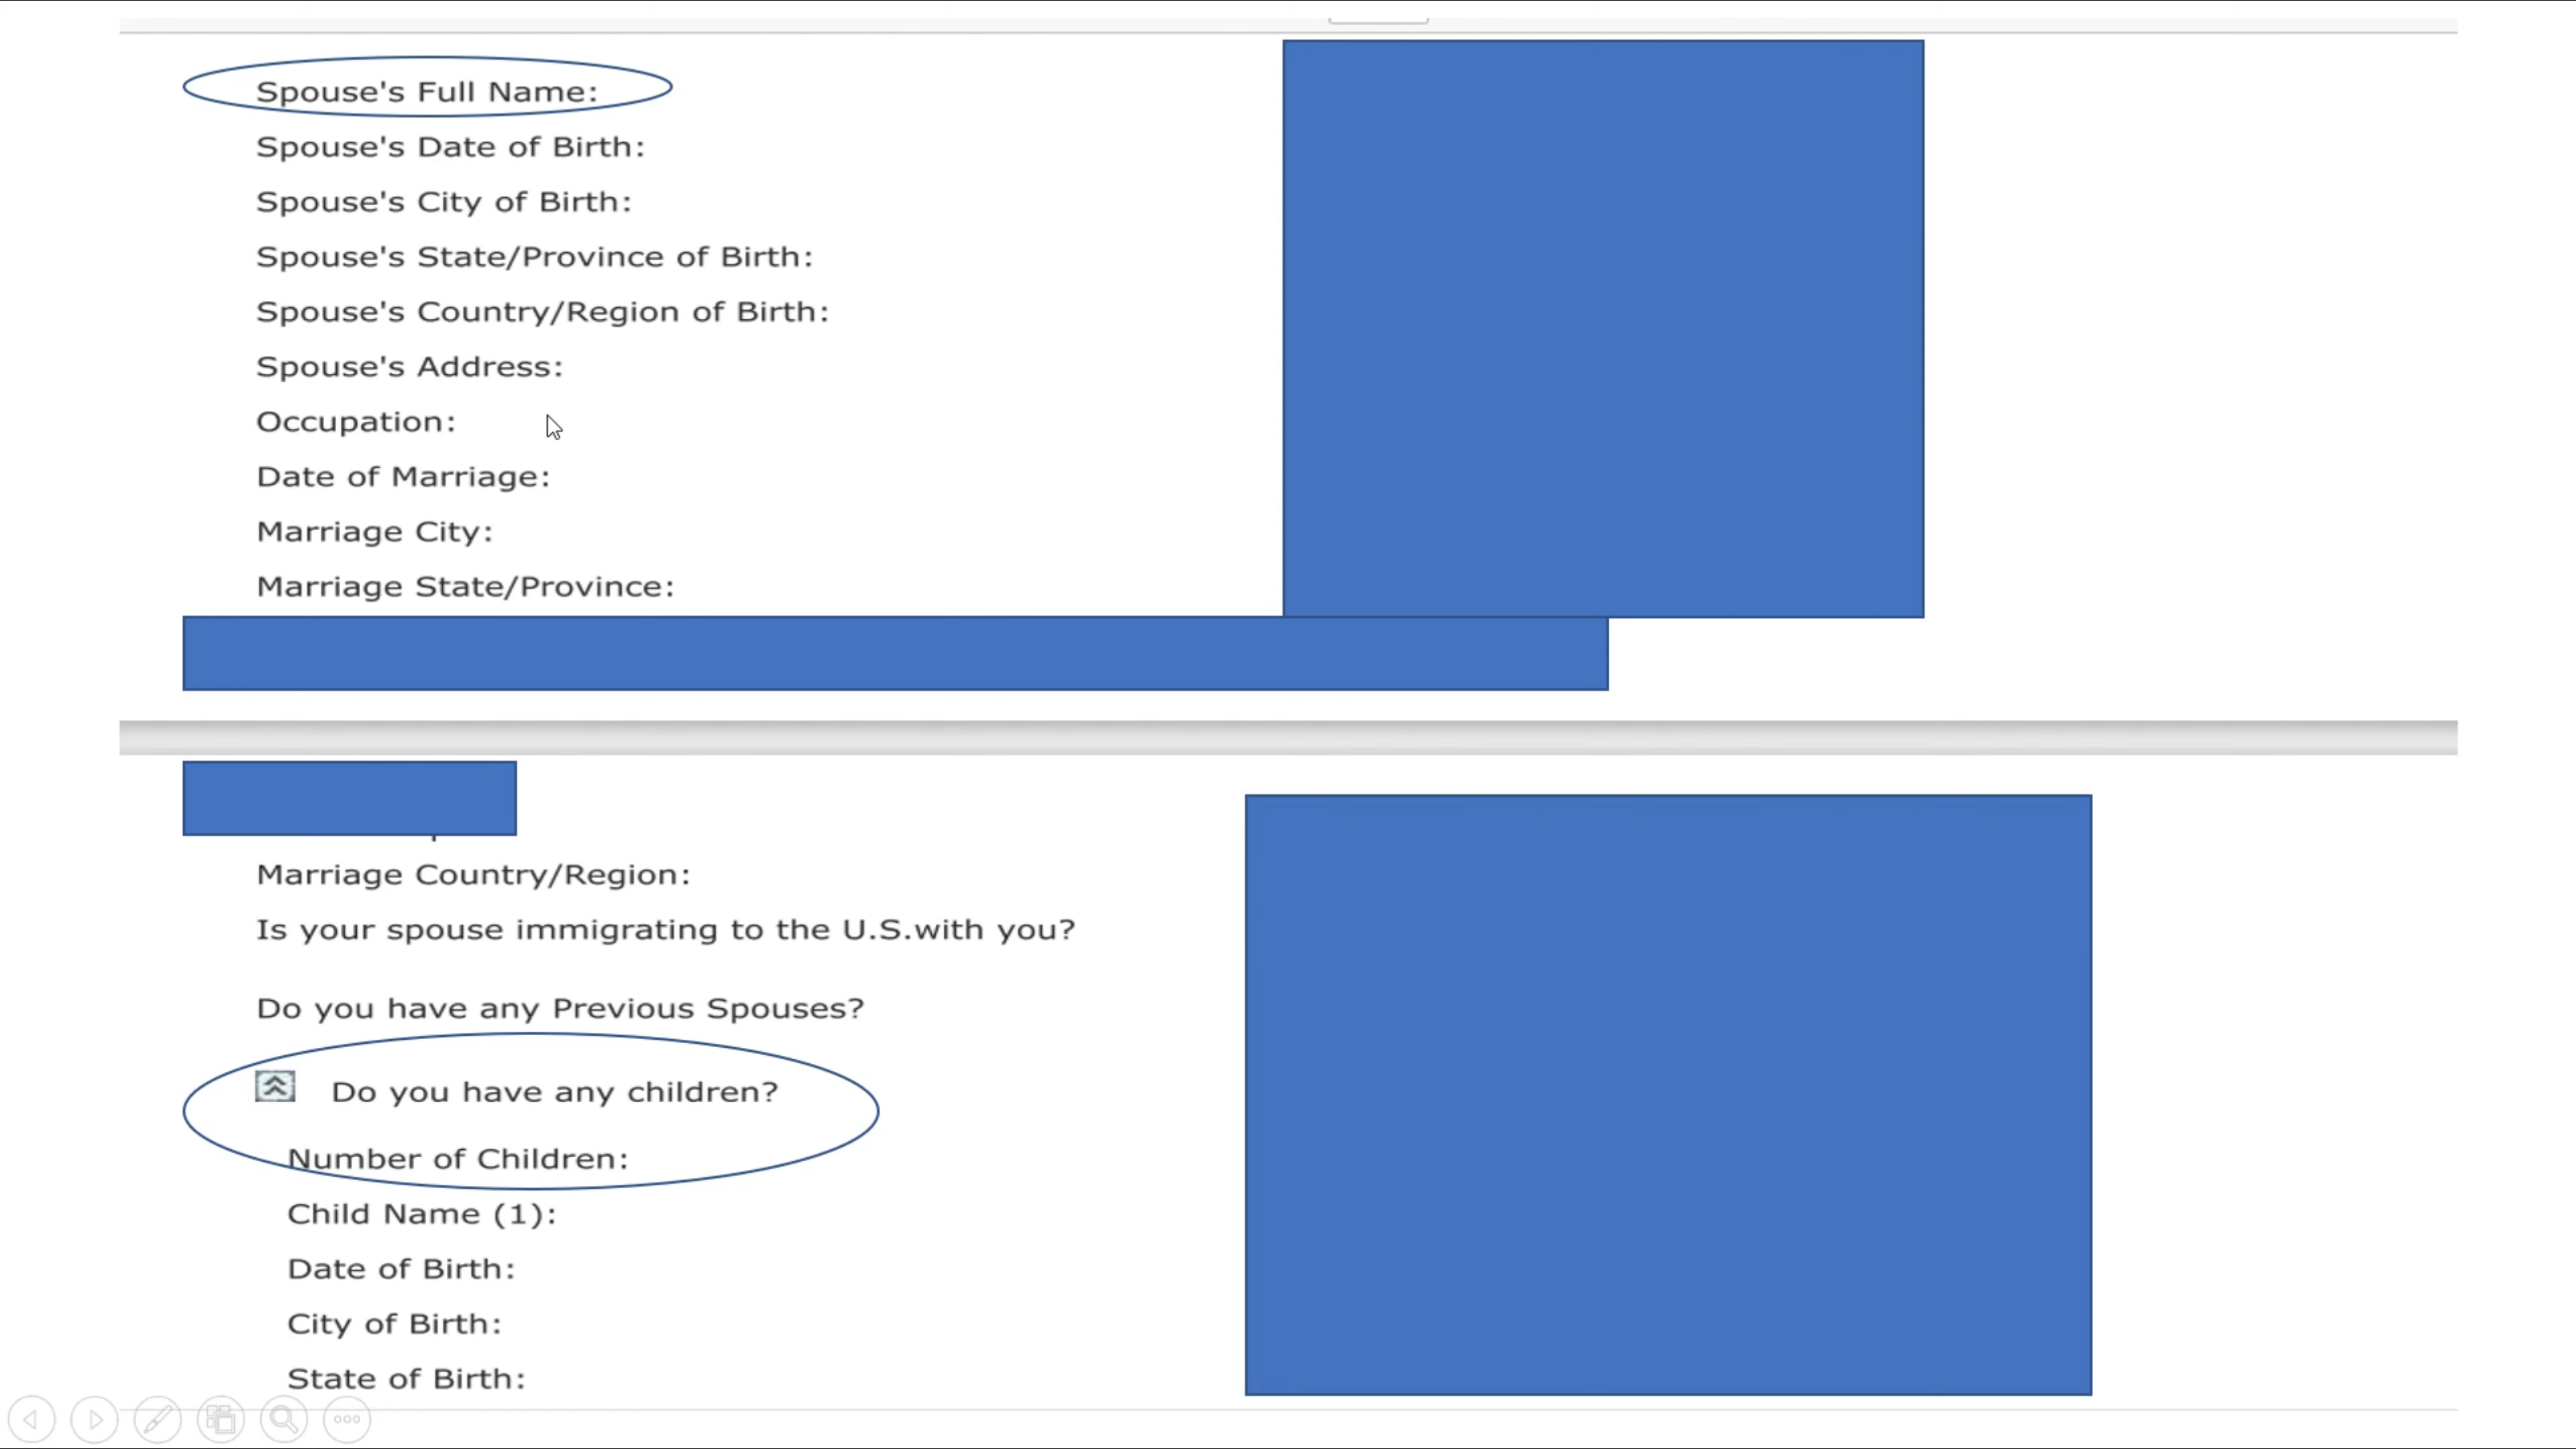 Spouse's Full Name:
Spouse's Date of Birth:
Spouse's City of Birth:
Spouse's State/Province of Birth:
Spouse's Country/Region of Birth:
Spouse's Address:
Occupation:
Date of Marriage:
Marriage City:
Marriage State/Province:
Marriage Country/Region:
Is your spouse immigrating to the U.S.with you?
Do you have any Previous Spouses?
Do you have any children?
Number of Children:
Child Name (1):
Date of Birth:
City of Birth:
State of Birth: